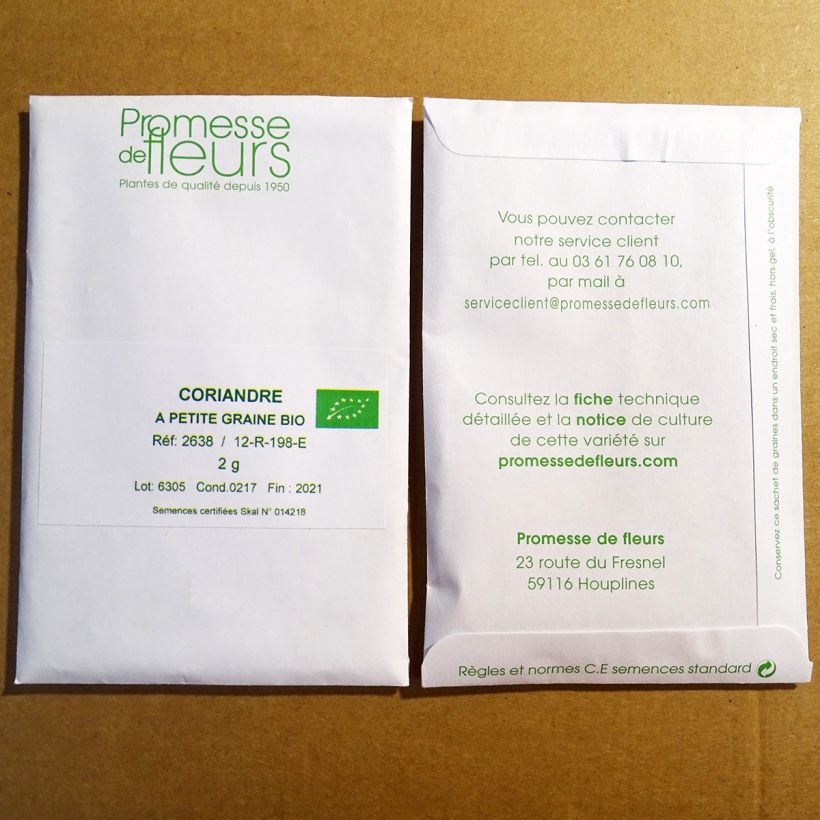 Promesse
de fleurs
Plantes de qualité depuis 1950
CORIANDRE
A PETITE GRAINE BIO
Réf: 2638 / 12-R-198-E
2 g
Lot: 6305 Cond.0217 Fin : 2021
Semences certifiées Skal N° 014218
Vous pouvez contacter
notre service client
par tel. au 03 61 76 08 10,
par mail à
serviceclient@promessedefleurs.com
Consultez la fiche technique
détaillée et la notice de culture
de cette variété sur
promessedefleurs.com
Promesse de fleurs
23 route du Fresnel
59116 Houplines
Règles et normes C.E semences standard
Conservez ce sachet de graines dans un endroit sec et frais, hors gel, à l'obscurité